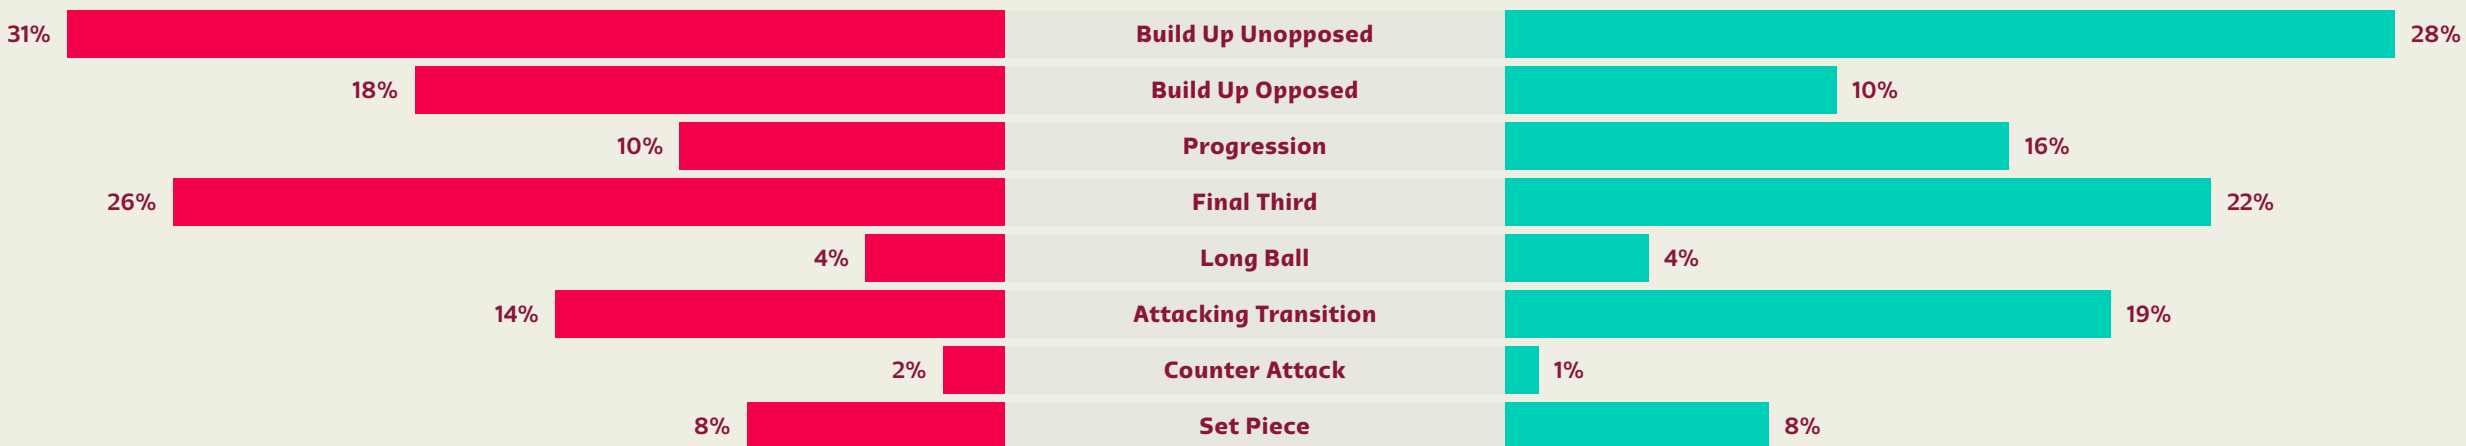 31% Build Up Unopposed 28%
18% Build Up Opposed 10%
10% Progression 16%
26% Final Third 22%
4% Long Ball 4%
14% Attacking Transition 19%
2% Counter Attack 1%
8% Set Piece 8%